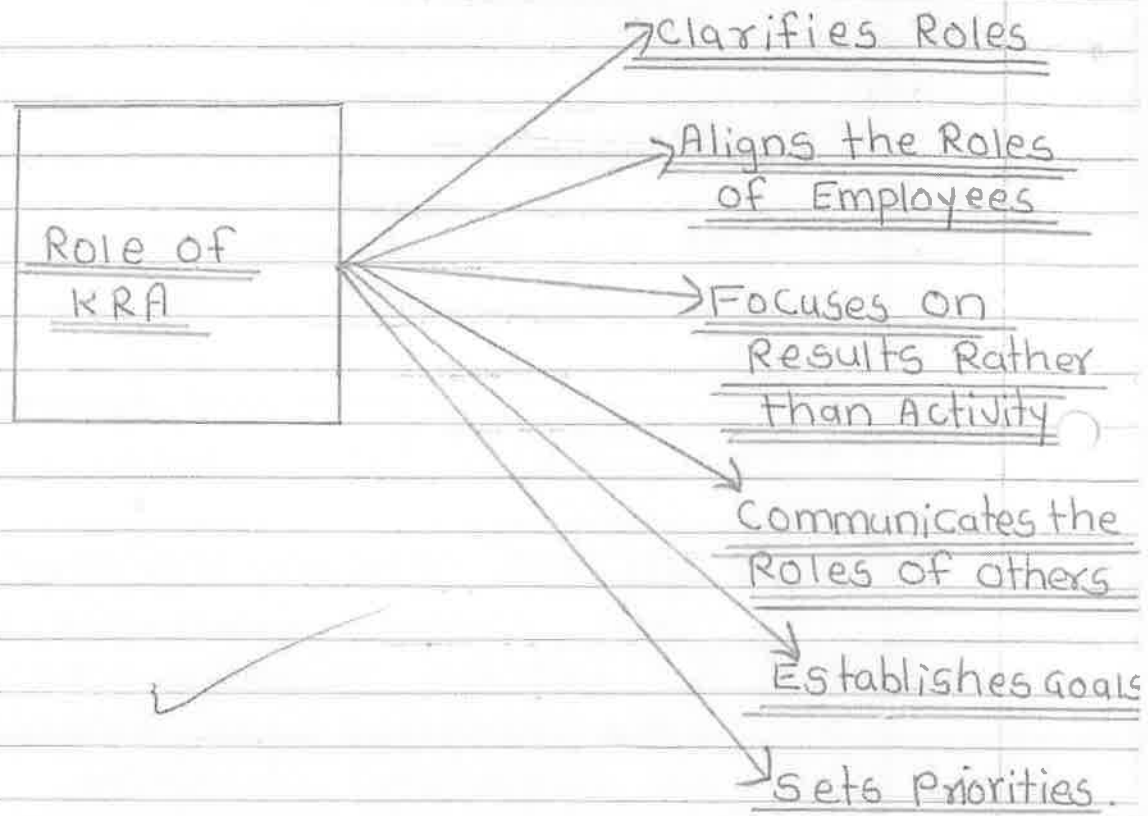 Role of
KRA
Clarifies Roles
Aligns the Roles
of Employees
Focuses on
Results Rather
than Activity
Communicates the
Roles of others
Establishes Goals
Sets Priorities.